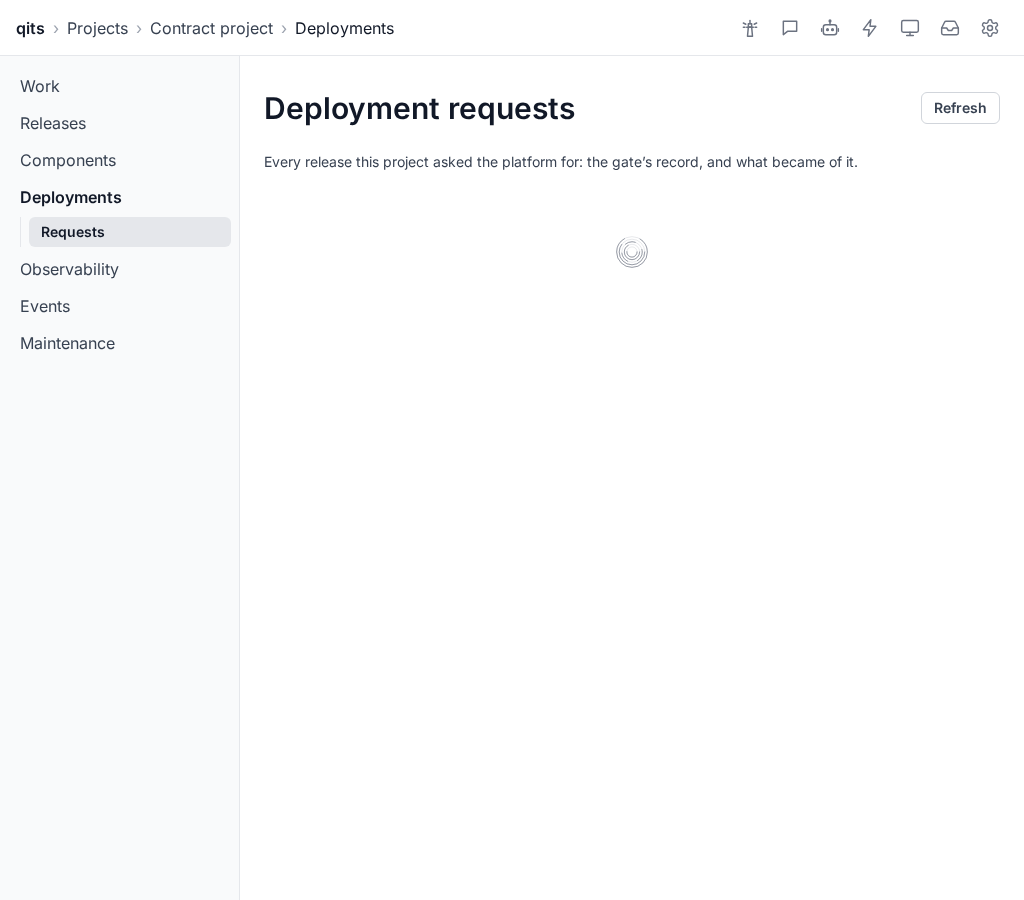 qits › Projects › Contract project › Deployments
Work
Releases
Components
Deployments
Requests
Observability
Events
Maintenance
Deployment requests
Refresh
Every release this project asked the platform for: the gate’s record, and what became of it.